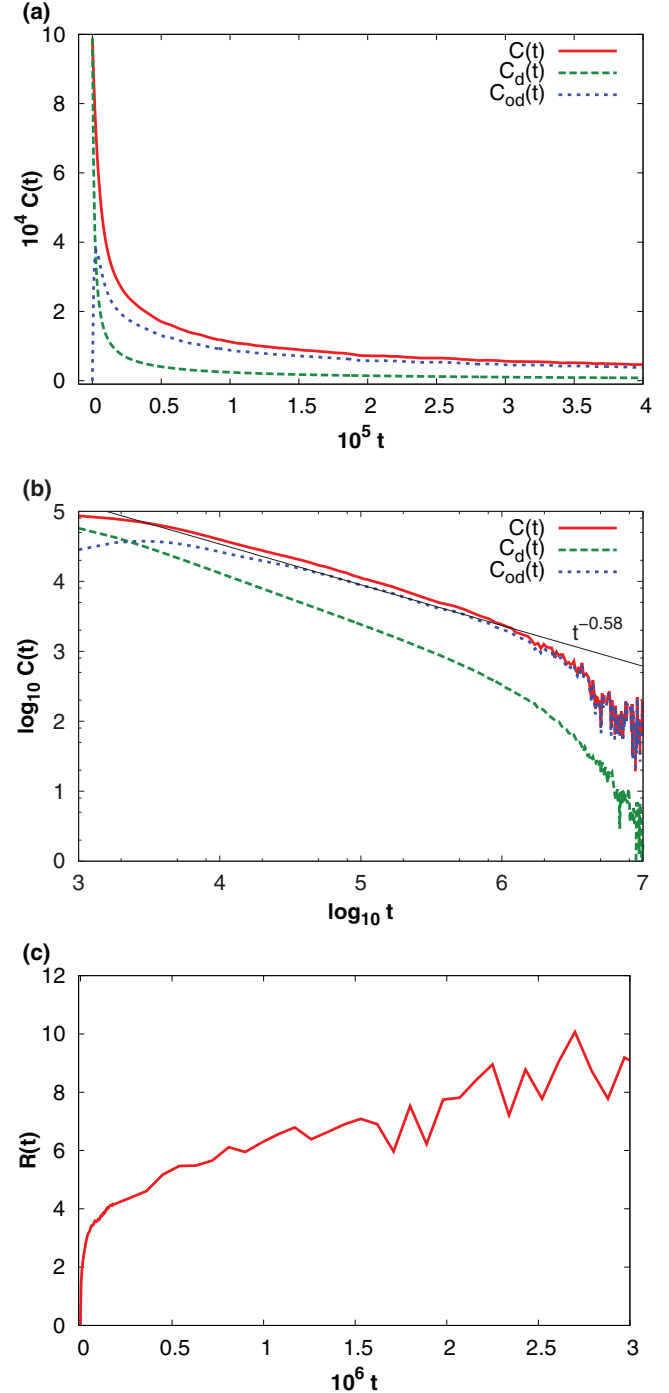 (a)
10
8
6
4
2
0
10^4 C(t)
C(t)
C_d(t)
C_od(t)
0 0.5 1 1.5 2 2.5 3 3.5 4
10^5 t
(b)
5
4
3
2
1
0
log_10 C(t)
C(t)
C_d(t)
C_od(t)
t^−0.58
3 4 5 6 7
log_10 t
(c)
12
10
8
6
4
2
0
R(t)
0 0.5 1 1.5 2 2.5 3
10^6 t